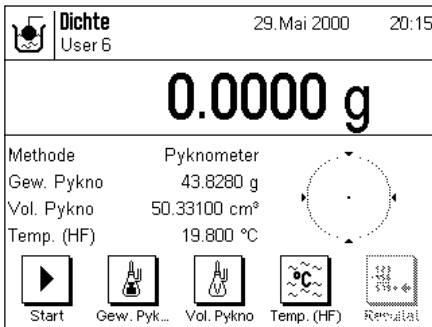 Dichte 29.Mai 2000 20:15
User 6
0.0000 g
Methode Pyknometer
Gew. Pykno 43.8280 g
Vol. Pykno 50.33100 cm³
Temp. (HF) 19.800 °C
°C
Start Gew. Pyk... Vol. Pykno Temp. (HF) Resultat